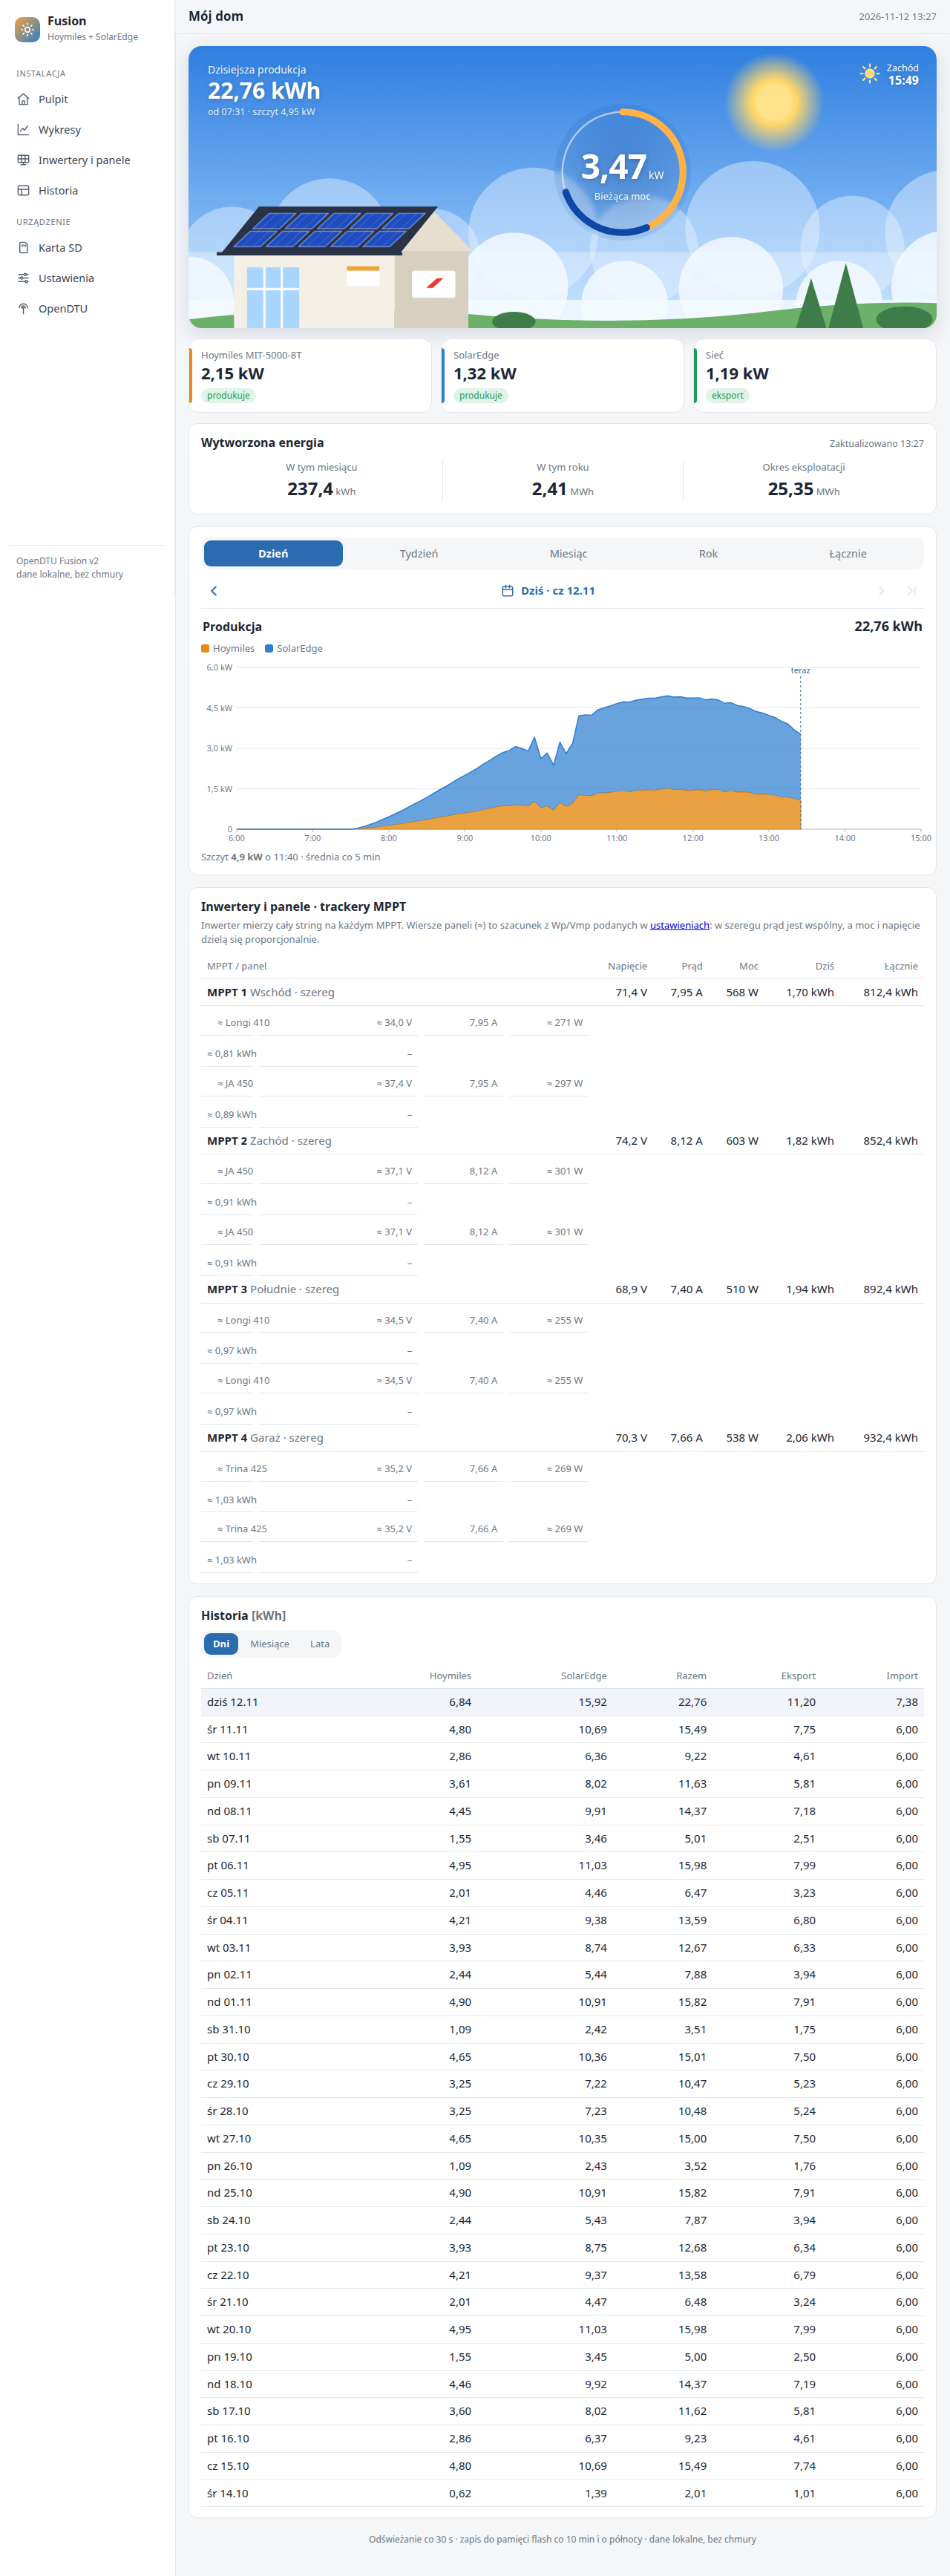 Fusion
Hoymiles + SolarEdge
INSTALACJA
Pulpit
Wykresy
Inwertery i panele
Historia
URZĄDZENIE
Karta SD
Ustawienia
OpenDTU
OpenDTU Fusion v2
dane lokalne, bez chmury
Mój dom 2026-11-12 13:27
Dzisiejsza produkcja
22,76 kWh
od 07:31 · szczyt 4,95 kW
Zachód
15:49
3,47 kW
Bieżąca moc
Hoymiles MIT-5000-8T
2,15 kW
produkuje
SolarEdge
1,32 kW
produkuje
Sieć
1,19 kW
eksport
Wytworzona energia Zaktualizowano 13:27
W tym miesiącu W tym roku Okres eksploatacji
237,4 kWh 2,41 MWh 25,35 MWh
Dzień Tydzień Miesiąc Rok Łącznie
Dziś · cz 12.11
Produkcja 22,76 kWh
Hoymiles SolarEdge
6,0 kW
teraz
4,5 kW
3,0 kW
1,5 kW
0
6:00 7:00 8:00 9:00 10:00 11:00 12:00 13:00 14:00 15:00
Szczyt 4,9 kW o 11:40 · średnia co 5 min
Inwertery i panele · trackery MPPT
Inwerter mierzy cały string na każdym MPPT. Wiersze paneli (≈) to szacunek z Wp/Vmp podanych w ustawieniach: w szeregu prąd jest wspólny, a moc i napięcie
dzielą się proporcjonalnie.
MPPT / panel Napięcie Prąd Moc Dziś Łącznie
MPPT 1 Wschód · szereg 71,4 V 7,95 A 568 W 1,70 kWh 812,4 kWh
≈ Longi 410 ≈ 34,0 V 7,95 A ≈ 271 W
≈ 0,81 kWh –
≈ JA 450 ≈ 37,4 V 7,95 A ≈ 297 W
≈ 0,89 kWh –
MPPT 2 Zachód · szereg 74,2 V 8,12 A 603 W 1,82 kWh 852,4 kWh
≈ JA 450 ≈ 37,1 V 8,12 A ≈ 301 W
≈ 0,91 kWh –
≈ JA 450 ≈ 37,1 V 8,12 A ≈ 301 W
≈ 0,91 kWh –
MPPT 3 Południe · szereg 68,9 V 7,40 A 510 W 1,94 kWh 892,4 kWh
≈ Longi 410 ≈ 34,5 V 7,40 A ≈ 255 W
≈ 0,97 kWh –
≈ Longi 410 ≈ 34,5 V 7,40 A ≈ 255 W
≈ 0,97 kWh –
MPPT 4 Garaż · szereg 70,3 V 7,66 A 538 W 2,06 kWh 932,4 kWh
≈ Trina 425 ≈ 35,2 V 7,66 A ≈ 269 W
≈ 1,03 kWh –
≈ Trina 425 ≈ 35,2 V 7,66 A ≈ 269 W
≈ 1,03 kWh –
Historia [kWh]
Dni Miesiące Lata
Dzień Hoymiles SolarEdge Razem Eksport Import
dziś 12.11 6,84 15,92 22,76 11,20 7,38
śr 11.11 4,80 10,69 15,49 7,75 6,00
wt 10.11 2,86 6,36 9,22 4,61 6,00
pn 09.11 3,61 8,02 11,63 5,81 6,00
nd 08.11 4,45 9,91 14,37 7,18 6,00
sb 07.11 1,55 3,46 5,01 2,51 6,00
pt 06.11 4,95 11,03 15,98 7,99 6,00
cz 05.11 2,01 4,46 6,47 3,23 6,00
śr 04.11 4,21 9,38 13,59 6,80 6,00
wt 03.11 3,93 8,74 12,67 6,33 6,00
pn 02.11 2,44 5,44 7,88 3,94 6,00
nd 01.11 4,90 10,91 15,82 7,91 6,00
sb 31.10 1,09 2,42 3,51 1,75 6,00
pt 30.10 4,65 10,36 15,01 7,50 6,00
cz 29.10 3,25 7,22 10,47 5,23 6,00
śr 28.10 3,25 7,23 10,48 5,24 6,00
wt 27.10 4,65 10,35 15,00 7,50 6,00
pn 26.10 1,09 2,43 3,52 1,76 6,00
nd 25.10 4,90 10,91 15,82 7,91 6,00
sb 24.10 2,44 5,43 7,87 3,94 6,00
pt 23.10 3,93 8,75 12,68 6,34 6,00
cz 22.10 4,21 9,37 13,58 6,79 6,00
śr 21.10 2,01 4,47 6,48 3,24 6,00
wt 20.10 4,95 11,03 15,98 7,99 6,00
pn 19.10 1,55 3,45 5,00 2,50 6,00
nd 18.10 4,46 9,92 14,37 7,19 6,00
sb 17.10 3,60 8,02 11,62 5,81 6,00
pt 16.10 2,86 6,37 9,23 4,61 6,00
cz 15.10 4,80 10,69 15,49 7,74 6,00
śr 14.10 0,62 1,39 2,01 1,01 6,00
Odświeżanie co 30 s · zapis do pamięci flash co 10 min i o północy · dane lokalne, bez chmury